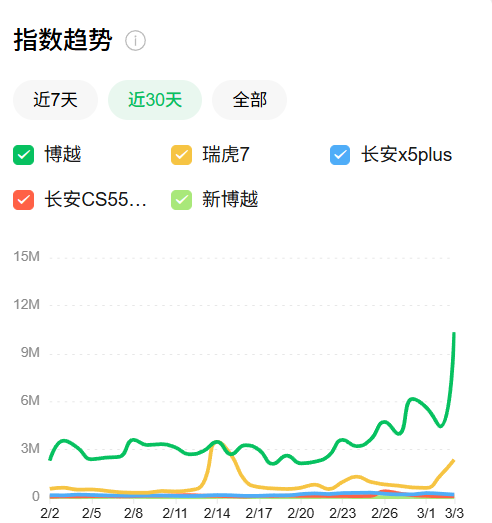 指数趋势
近7天 近30天 全部
博越 瑞虎7 长安x5plus
长安CS55... 新博越
15M
12M
9M
6M
3M
0
2/2 2/5 2/8 2/11 2/14 2/17 2/20 2/23 2/26 3/1 3/3